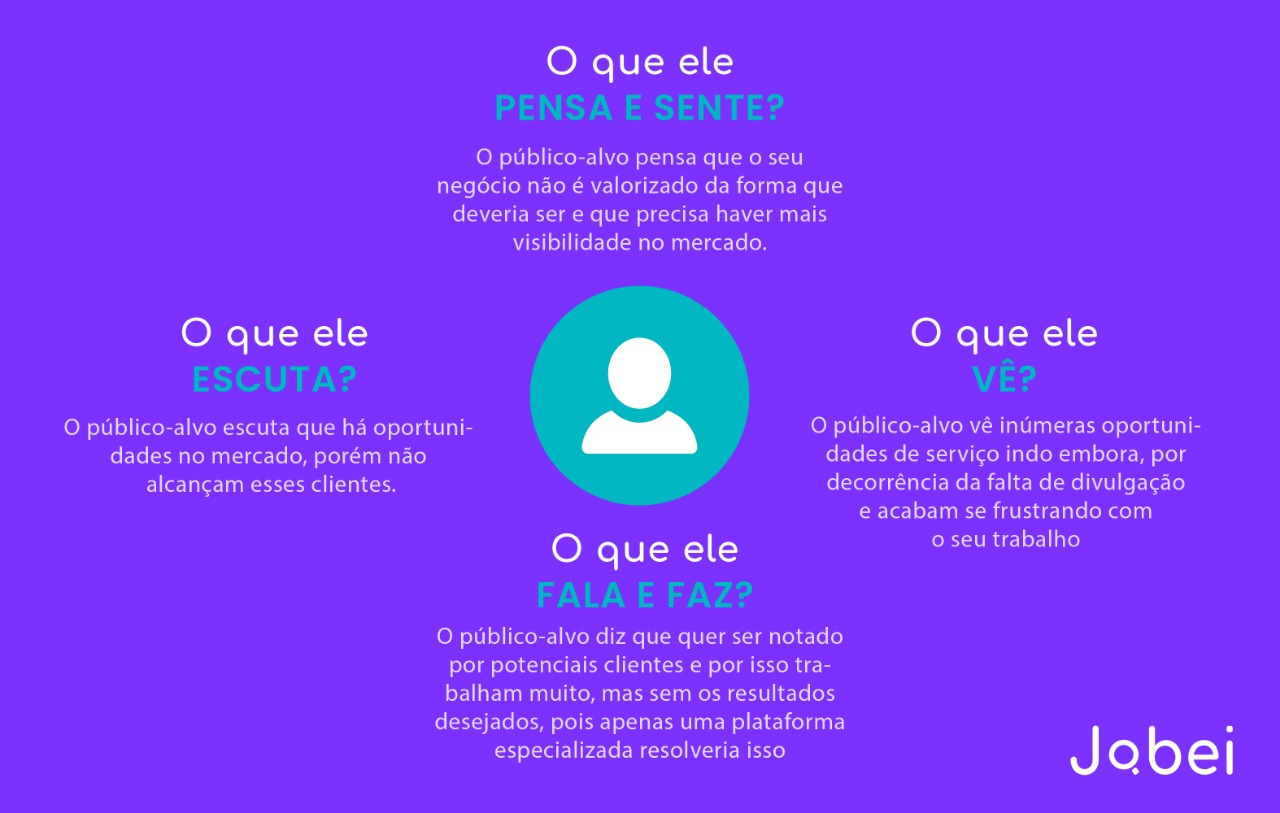 O que ele
PENSA E SENTE?
O público-alvo pensa que o seu
negócio não é valorizado da forma que
deveria ser e que precisa haver mais
visibilidade no mercado.
O que ele
ESCUTA?
O público-alvo escuta que há oportuni-
dades no mercado, porém não
alcançam esses clientes.
O que ele
VÊ?
O público-alvo vê inúmeras oportuni-
dades de serviço indo embora, por
decorrência da falta de divulgação
e acabam se frustrando com
o seu trabalho
O que ele
FALA E FAZ?
O público-alvo diz que quer ser notado
por potenciais clientes e por isso tra-
balham muito, mas sem os resultados
desejados, pois apenas uma plataforma
especializada resolveria isso
Jobei